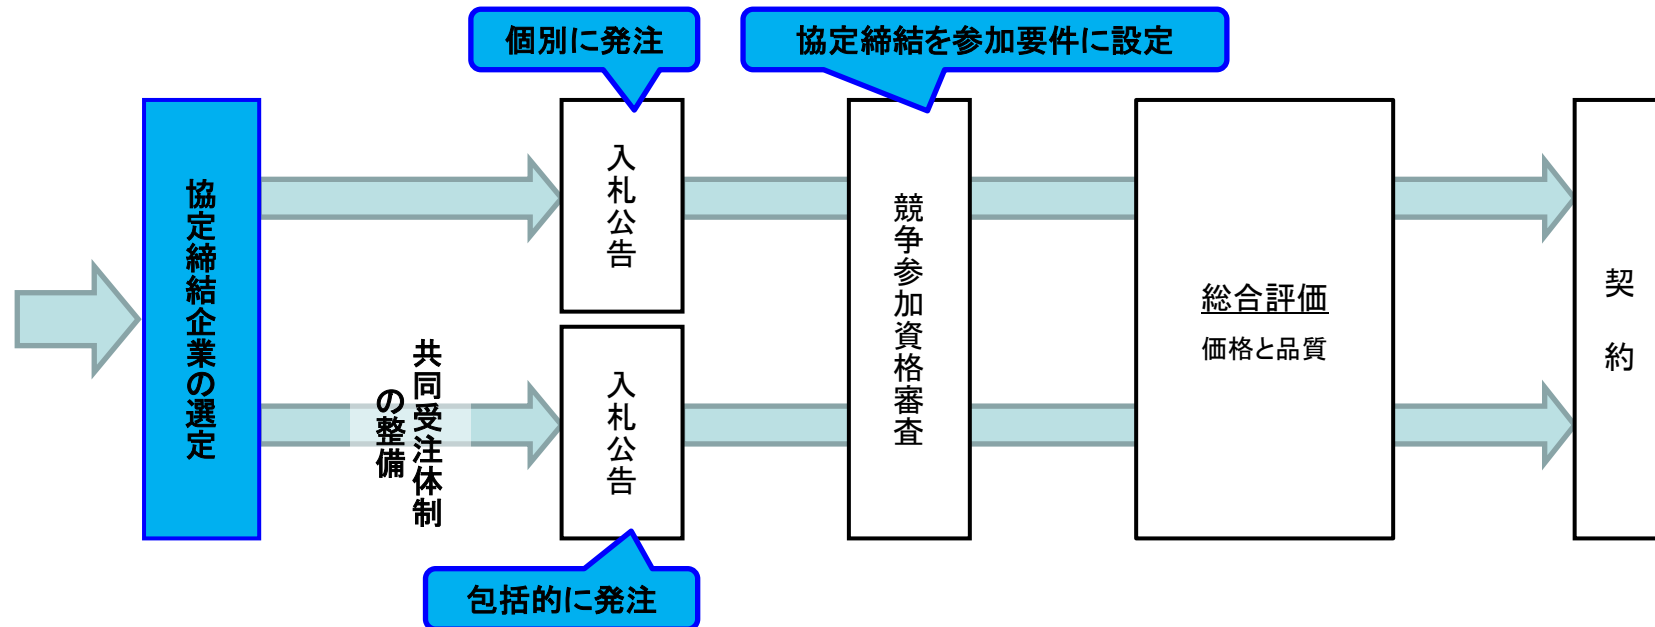 個別に発注
協定締結を参加要件に設定
協定締結企業の選定
共同受注体制
の整備
入札公告
入札公告
包括的に発注
競争参加資格審査
総合評価
価格と品質
契約